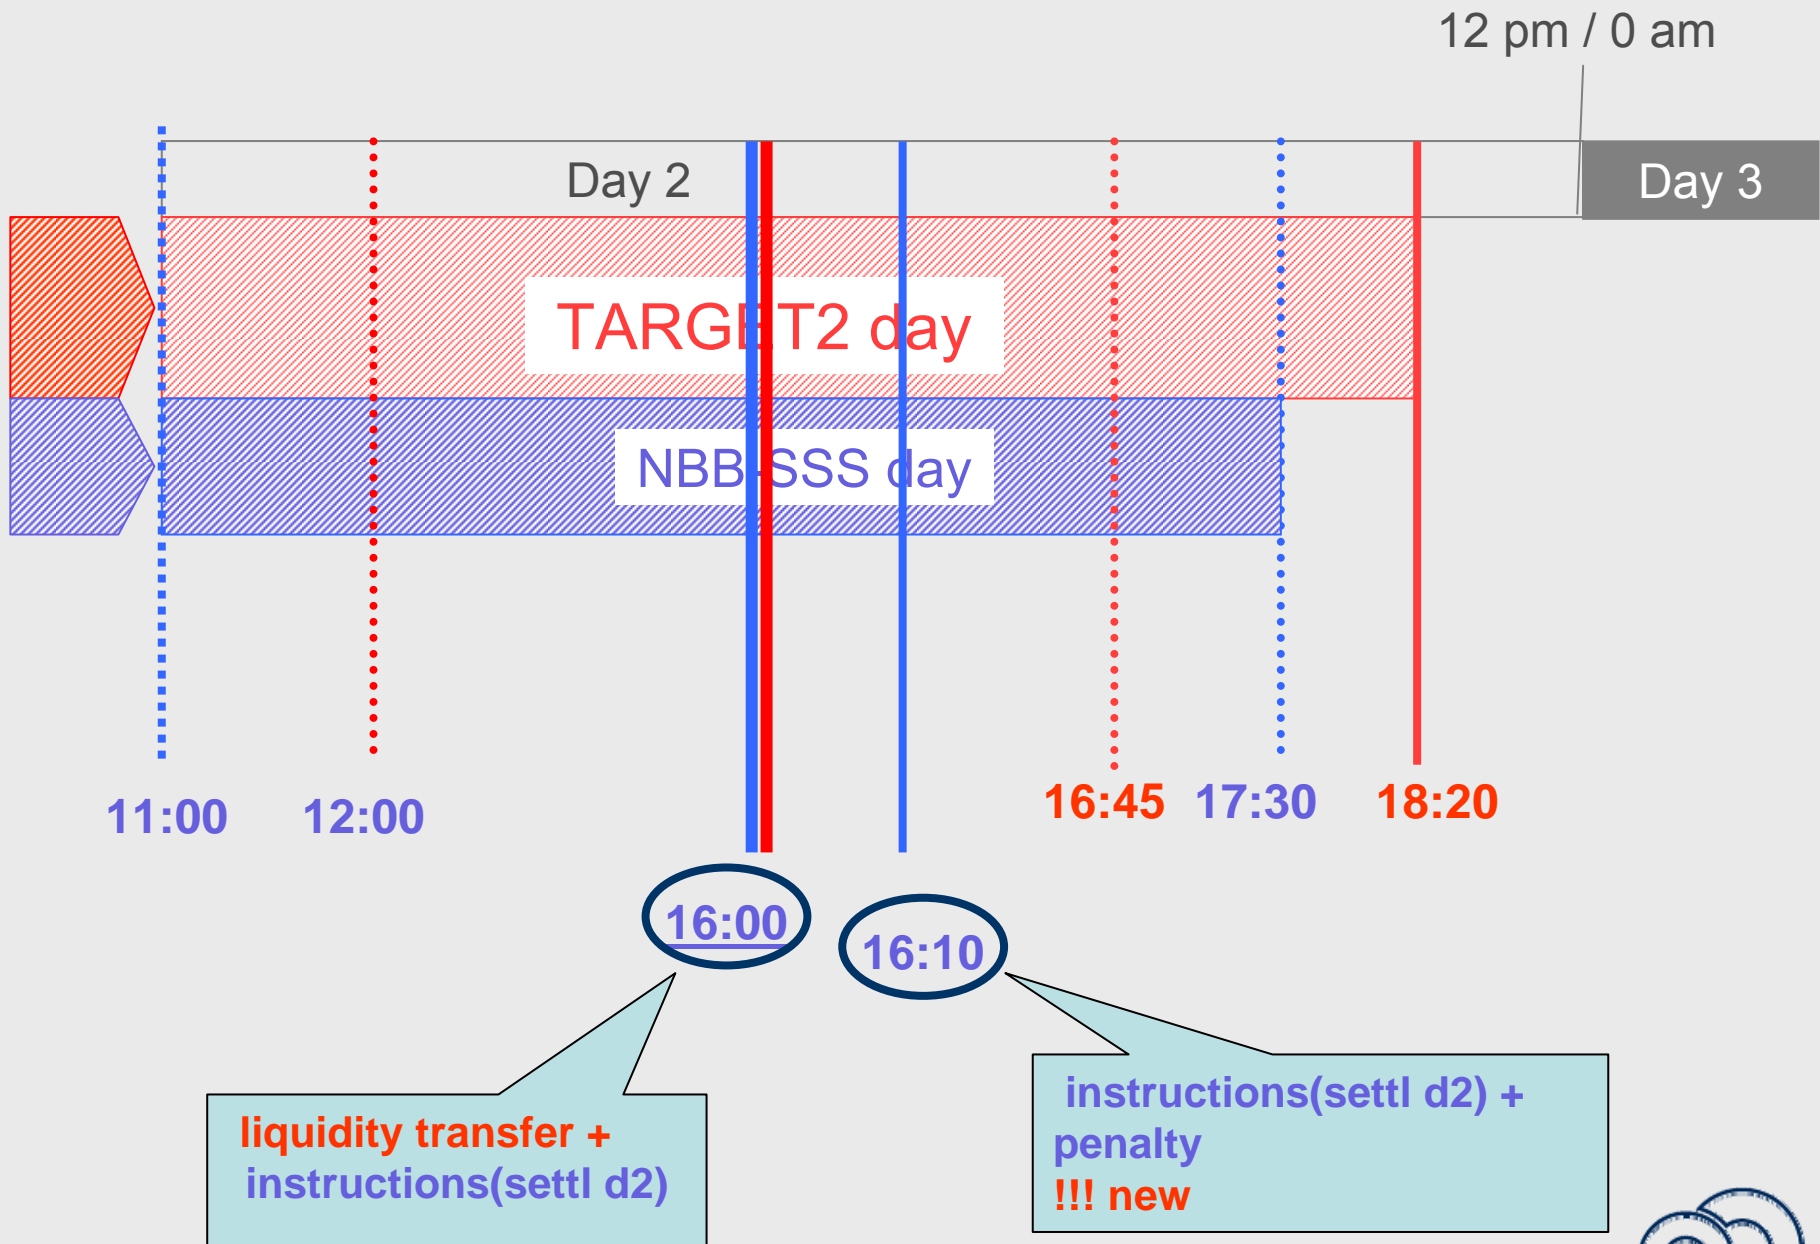 12 pm / 0 am
Day 2
Day 3
TARGET2 day
NBB-SSS day
11:00
12:00
16:45
17:30
18:20
16:00
16:10
liquidity transfer +
instructions(settl d2)
instructions(settl d2) +
penalty
!!! new